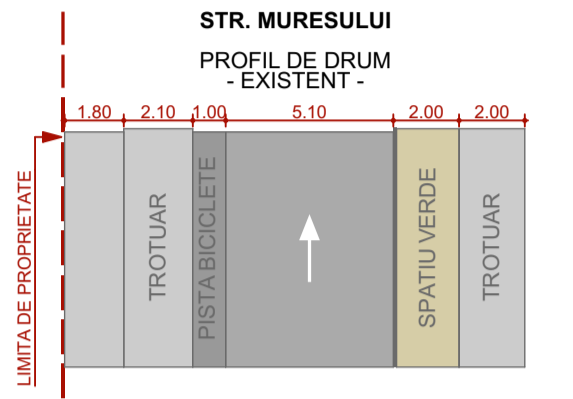 STR. MURESULUI
PROFIL DE DRUM
- EXISTENT -
1.80 2.10 1.00 5.10 2.00 2.00
LIMITA DE PROPRIETATE
TROTUAR
PISTA BICICLETE
SPATIU VERDE
TROTUAR